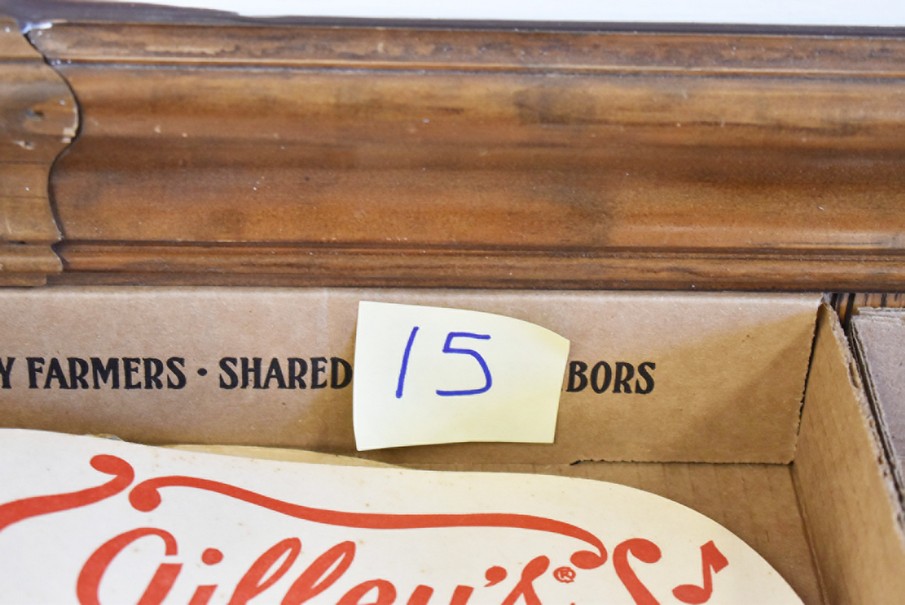 Y FARMERS · SHARED
BORS
15
Gilley's®